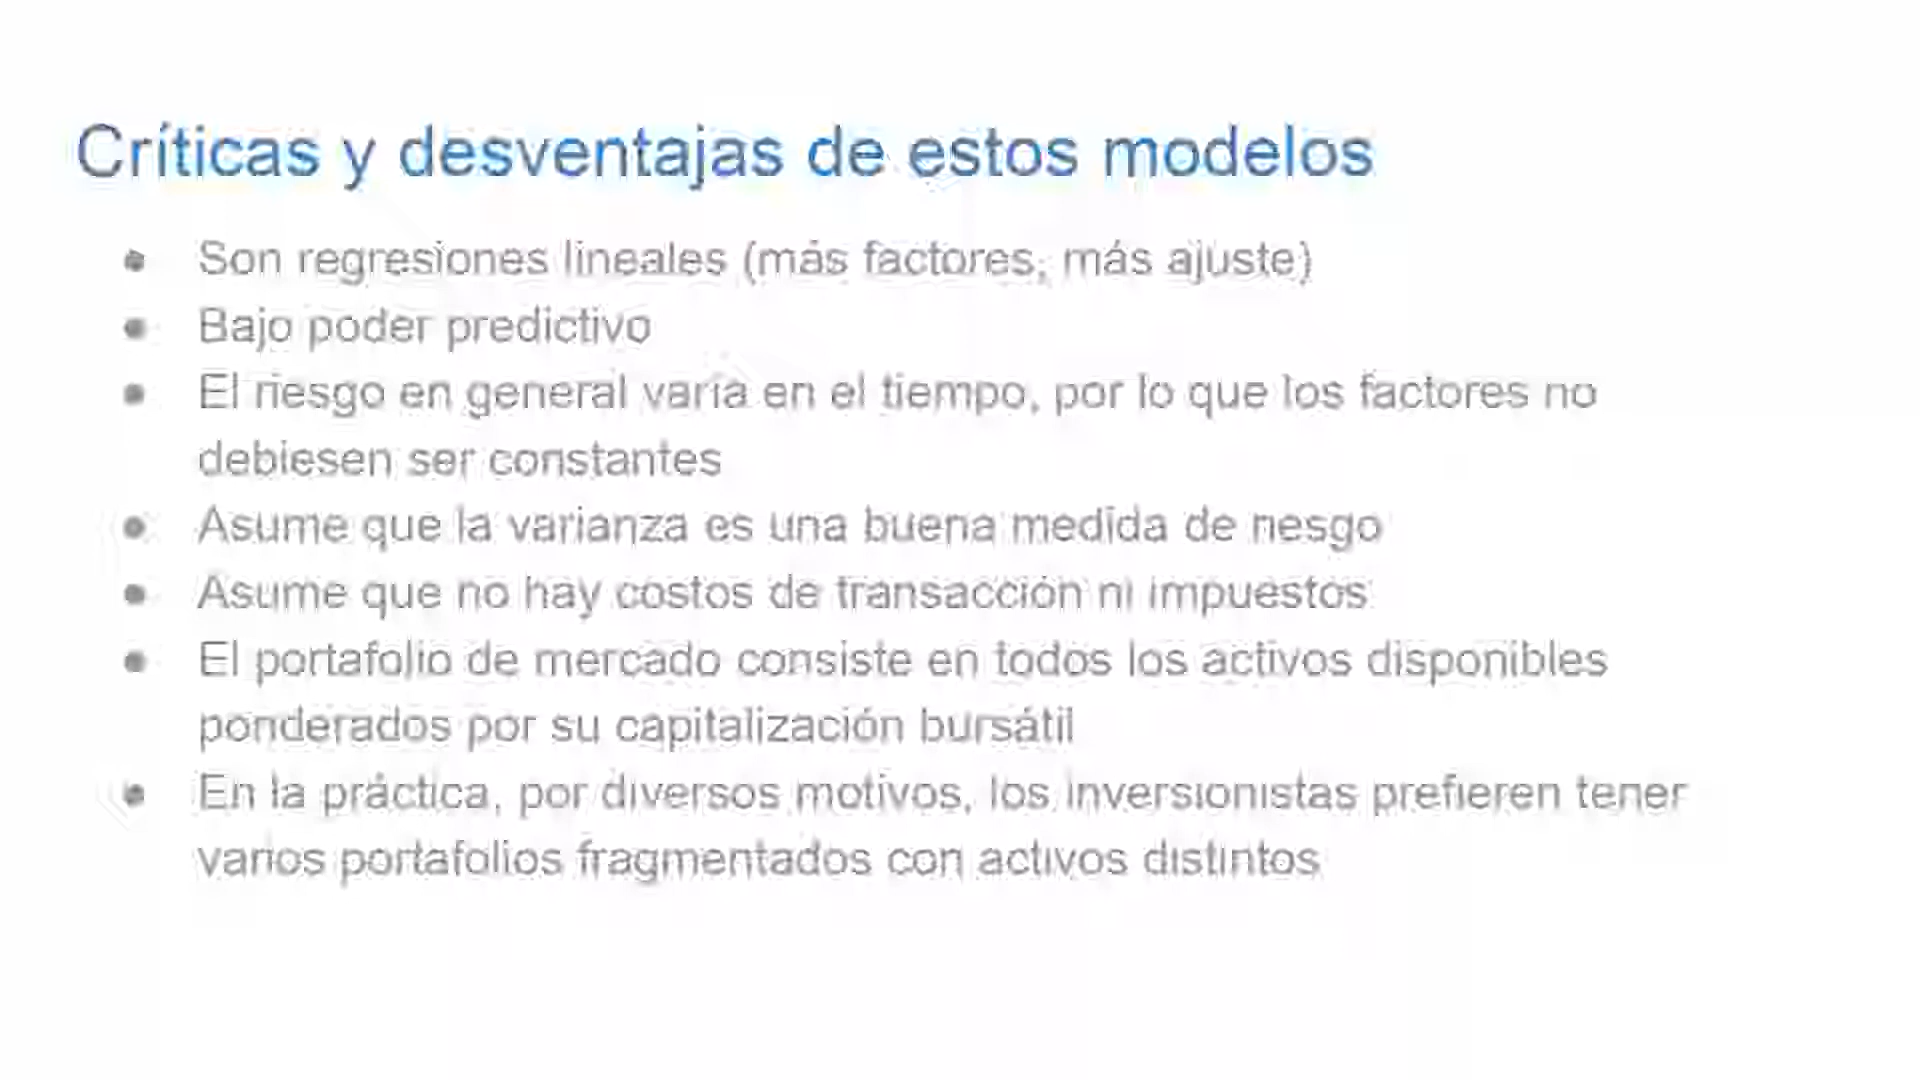 Críticas y desventajas de estos modelos
● Son regresiones lineales (más factores, más ajuste)
● Bajo poder predictivo
● El riesgo en general varía en el tiempo, por lo que los factores no
debiesen ser constantes
● Asume que la varianza es una buena medida de riesgo
● Asume que no hay costos de transacción ni impuestos
● El portafolio de mercado consiste en todos los activos disponibles
ponderados por su capitalización bursátil
● En la práctica, por diversos motivos, los inversionistas prefieren tener
varios portafolios fragmentados con activos distintos